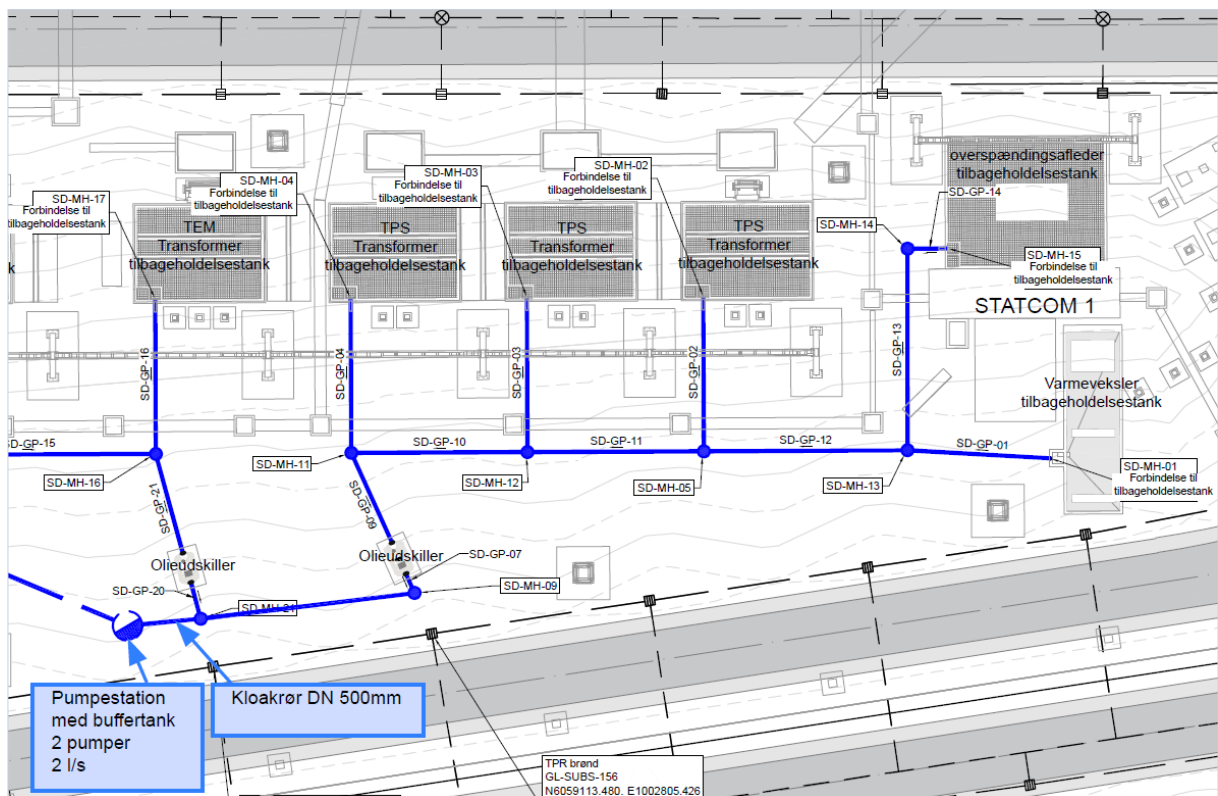 overspændingsafleder
tilbageholdelsestank
SD-GP-14
SD-MH-02
Forbindelse til
tilbageholdelsestank
SD-MH-03
Forbindelse til
tilbageholdelsestank
SD-MH-04
Forbindelse til
tilbageholdelsestank
SD-MH-17
Forbindelse til
tilbageholdelsestank
TEM
Transformer
tilbageholdelsestank
TPS
Transformer
tilbageholdelsestank
TPS
Transformer
tilbageholdelsestank
TPS
Transformer
tilbageholdelsestank
SD-MH-14
SD-MH-15
Forbindelse til
tilbageholdelsestank
STATCOM 1
SD-GP-16
SD-GP-04
SD-GP-03
SD-GP-02
SD-GP-13
Varmeveksler
tilbageholdelsestank
SD-GP-15
SD-GP-10
SD-GP-11
SD-GP-12
SD-GP-01
SD-MH-16
SD-MH-11
SD-MH-12
SD-MH-05
SD-MH-13
SD-MH-01
Forbindelse til
tilbageholdelsestank
SD-GP-21
SD-GP-09
Olieudskiller
Olieudskiller
SD-GP-07
SD-GP-20
SD-MH-09
SD-MH-21
Pumpestation
med buffertank
2 pumper
2 l/s
Kloakrør DN 500mm
TPR brønd
GL-SUBS-156
N6059113.480, E1002805.426